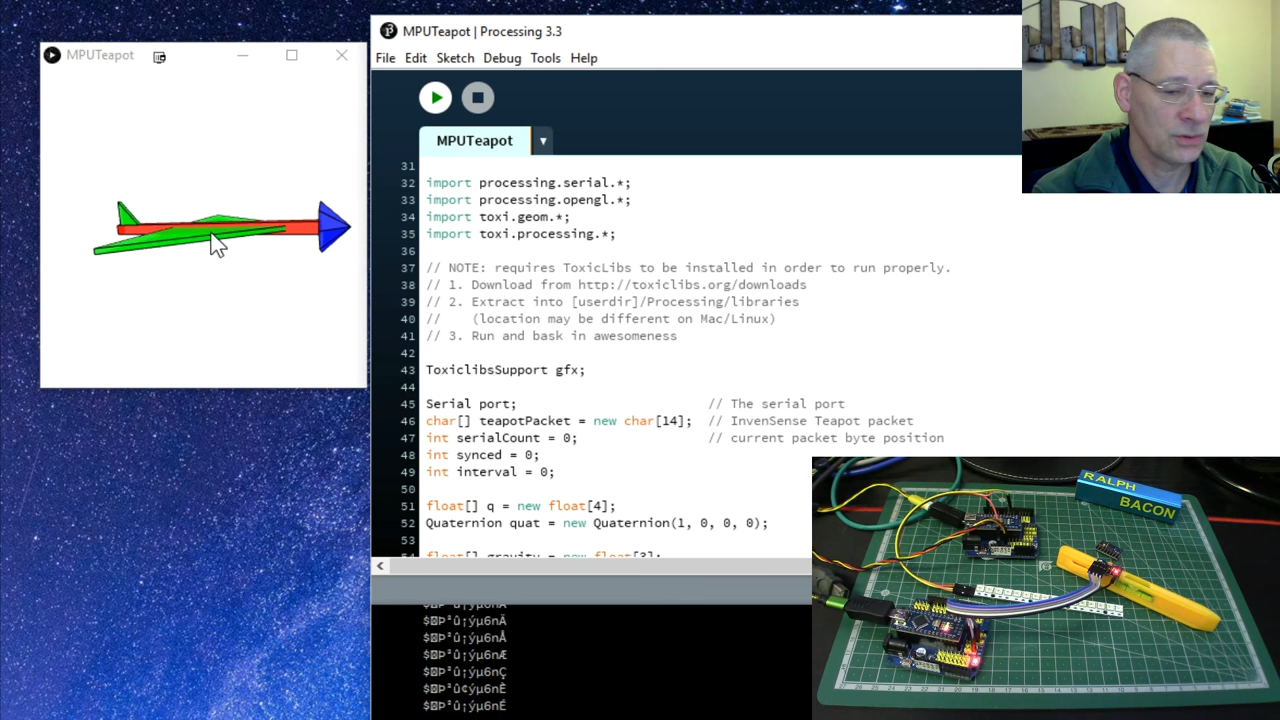 MPUTeapot
MPUTeapot | Processing 3.3
File Edit Sketch Debug Tools Help
MPUTeapot
31
32 import processing.serial.*;
33 import processing.opengl.*;
34 import toxi.geom.*;
35 import toxi.processing.*;
36
37 // NOTE: requires ToxicLibs to be installed in order to run properly.
38 // 1. Download from http://toxiclibs.org/downloads
39 // 2. Extract into [userdir]/Processing/libraries
40 // (location may be different on Mac/Linux)
41 // 3. Run and bask in awesomeness
42
43 ToxiclibsSupport gfx;
44
45 Serial port; // The serial port
46 char[] teapotPacket = new char[14]; // InvenSense Teapot packet
47 int serialCount = 0; // current packet byte position
48 int synced = 0;
49 int interval = 0;
50
51 float[] q = new float[4];
52 Quaternion quat = new Quaternion(1, 0, 0, 0);
53
float[] gravity = new float[3];
RALPH
BACON